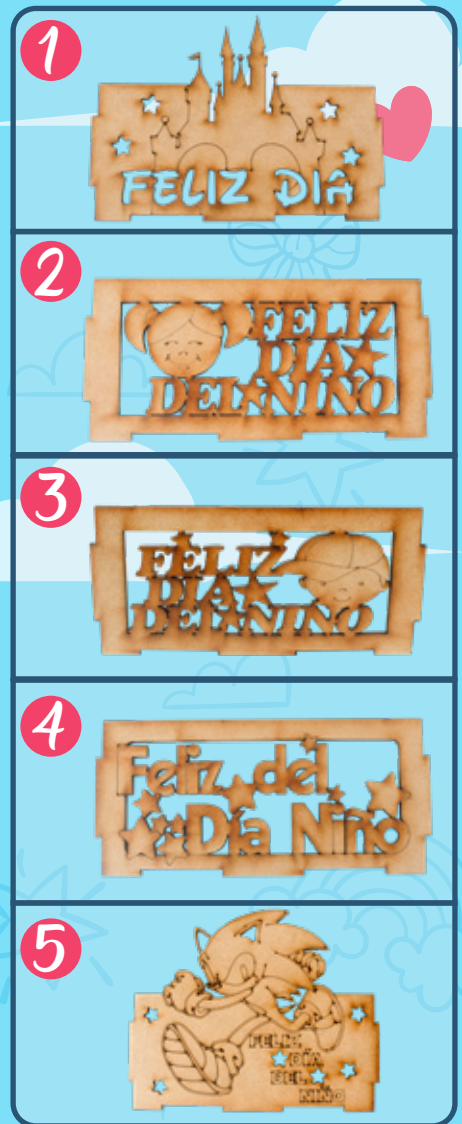 1
FELIZ DIA
2
FELIZ
DIA
DEL NIÑO
3
FELIZ
DIA
DEL NIÑO
4
Feliz del
Día Niño
5
FELIZ
DÍA
DEL
NIÑO